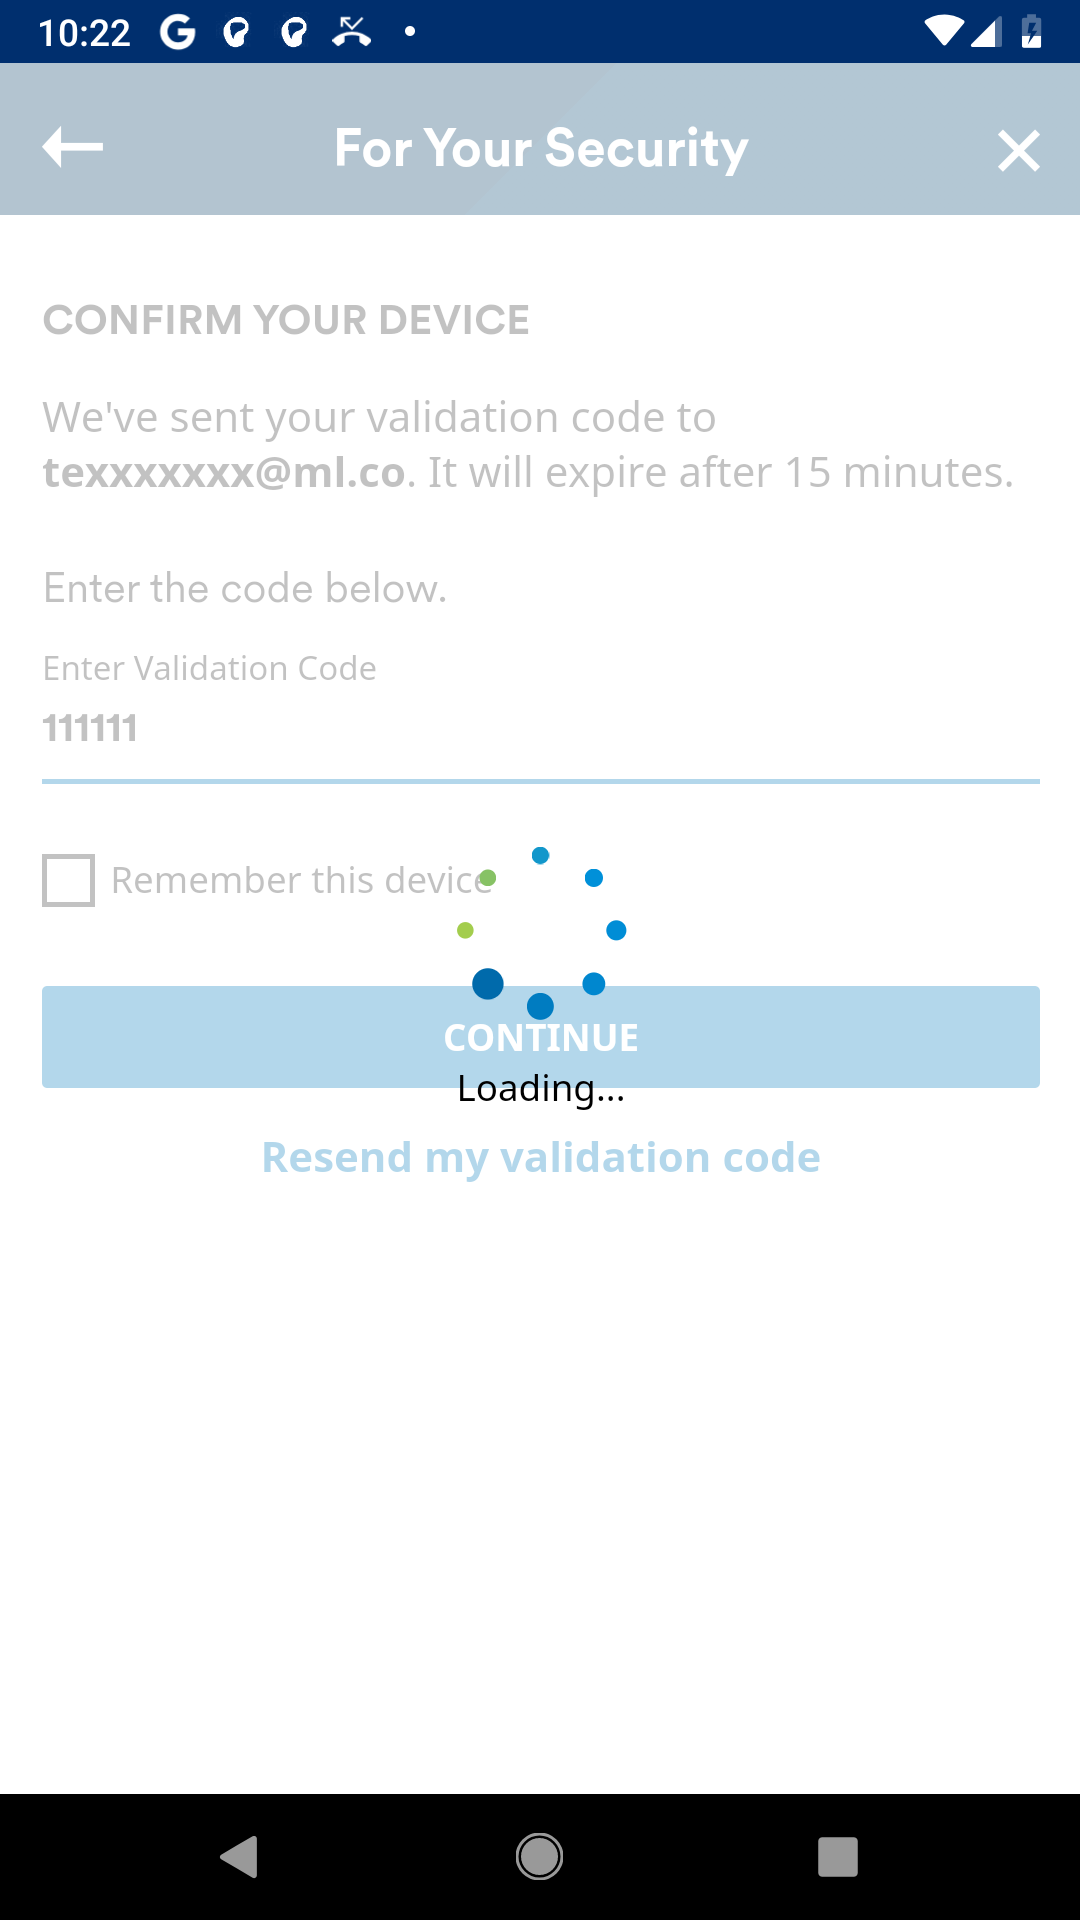 10:22
For Your Security
CONFIRM YOUR DEVICE
We've sent your validation code to
texxxxxxx@ml.co. It will expire after 15 minutes.
Enter the code below.
Enter Validation Code
111111
Remember this device
CONTINUE
Loading...
Resend my validation code